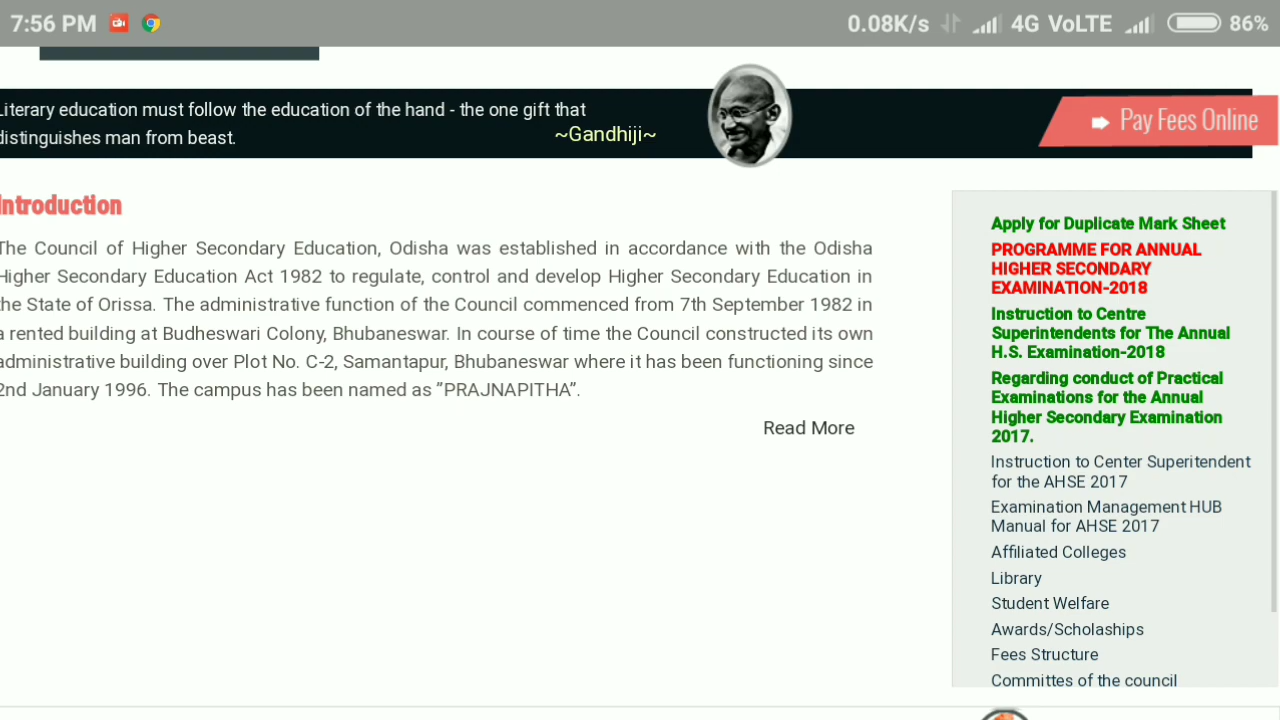 7:56 PM 0.08K/s 4G VoLTE 86%
Literary education must follow the education of the hand - the one gift that
distinguishes man from beast.
~Gandhiji~
Pay Fees Online
Introduction
The Council of Higher Secondary Education, Odisha was established in accordance with the Odisha
Higher Secondary Education Act 1982 to regulate, control and develop Higher Secondary Education in
the State of Orissa. The administrative function of the Council commenced from 7th September 1982 in
a rented building at Budheswari Colony, Bhubaneswar. In course of time the Council constructed its own
administrative building over Plot No. C-2, Samantapur, Bhubaneswar where it has been functioning since
2nd January 1996. The campus has been named as ”PRAJNAPITHA”.
Read More
Apply for Duplicate Mark Sheet
PROGRAMME FOR ANNUAL
HIGHER SECONDARY
EXAMINATION-2018
Instruction to Centre
Superintendents for The Annual
H.S. Examination-2018
Regarding conduct of Practical
Examinations for the Annual
Higher Secondary Examination
2017.
Instruction to Center Superitendent
for the AHSE 2017
Examination Management HUB
Manual for AHSE 2017
Affiliated Colleges
Library
Student Welfare
Awards/Scholaships
Fees Structure
Committes of the council